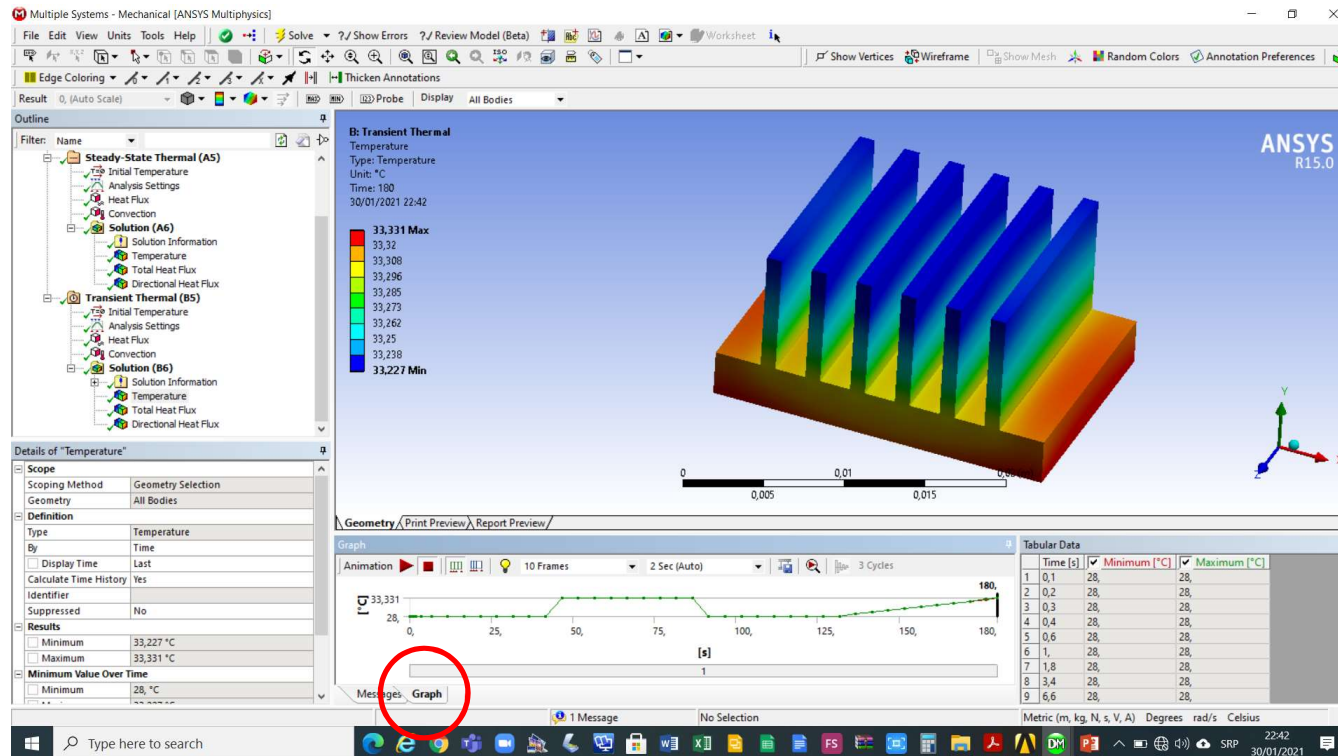 Multiple Systems - Mechanical [ANSYS Multiphysics]
File Edit View Units Tools Help Solve ?/ Show Errors ?/ Review Model (Beta) A Worksheet
Show Vertices Wireframe Show Mesh Random Colors Annotation Preferences
Edge Coloring Thicken Annotations
Result 0, (Auto Scale) MAX MIN Probe Display All Bodies
Outline
Filter: Name
Steady-State Thermal (A5)
Initial Temperature
Analysis Settings
Heat Flux
Convection
Solution (A6)
Solution Information
Temperature
Total Heat Flux
Directional Heat Flux
Transient Thermal (B5)
Initial Temperature
Analysis Settings
Heat Flux
Convection
Solution (B6)
Solution Information
Temperature
Total Heat Flux
Directional Heat Flux
Details of "Temperature"
Scope
Scoping Method Geometry Selection
Geometry All Bodies
Definition
Type Temperature
By Time
Display Time Last
Calculate Time History Yes
Identifier
Suppressed No
Results
Minimum 33,227 °C
Maximum 33,331 °C
Minimum Value Over Time
Minimum 28, °C
B: Transient Thermal
Temperature
Type: Temperature
Unit: °C
Time: 180
30/01/2021 22:42
33,331 Max
33,32
33,308
33,296
33,285
33,273
33,262
33,25
33,238
33,227 Min
ANSYS
R15.0
Y
Z
0 0,01
0,005 0,015
Geometry Print Preview Report Preview
Graph
Animation 10 Frames 2 Sec (Auto) 3 Cycles
180,
[°C] 33,331
28,
0, 25, 50, 75, 100, 125, 150, 180,
[s]
1
Messages Graph
Tabular Data
Time [s] Minimum [°C] Maximum [°C]
1 0,1 28, 28,
2 0,2 28, 28,
3 0,3 28, 28,
4 0,4 28, 28,
5 0,6 28, 28,
6 1, 28, 28,
7 1,8 28, 28,
8 3,4 28, 28,
9 6,6 28, 28,
1 Message No Selection Metric (m, kg, N, s, V, A) Degrees rad/s Celsius
Type here to search FS DM SRP 22:42
30/01/2021